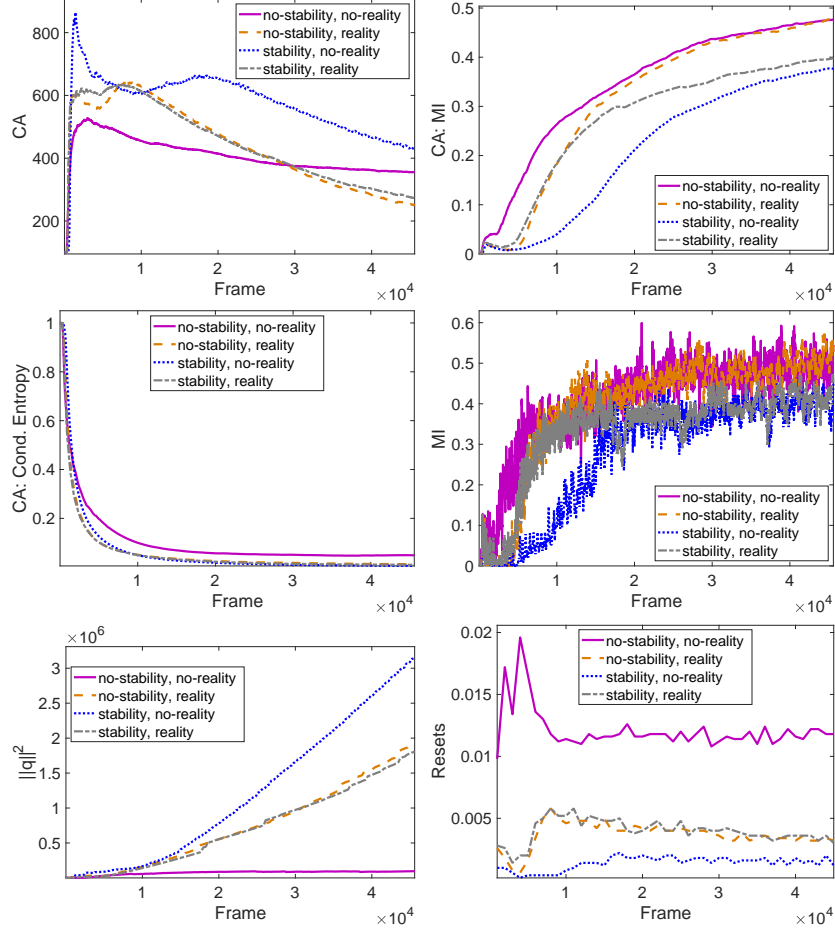 CA
800
600
400
200
1
2
3
4
Frame
×10^4
no-stability, no-reality
no-stability, reality
stability, no-reality
stability, reality
CA: MI
0.5
0.4
0.3
0.2
0.1
0
1
2
3
4
Frame
×10^4
no-stability, no-reality
no-stability, reality
stability, no-reality
stability, reality
CA: Cond. Entropy
1
0.8
0.6
0.4
0.2
1
2
3
4
Frame
×10^4
no-stability, no-reality
no-stability, reality
stability, no-reality
stability, reality
MI
0.6
0.5
0.4
0.3
0.2
0.1
0
1
2
3
4
Frame
×10^4
no-stability, no-reality
no-stability, reality
stability, no-reality
stability, reality
||q||^2
×10^6
3
2.5
2
1.5
1
0.5
1
2
3
4
Frame
×10^4
no-stability, no-reality
no-stability, reality
stability, no-reality
stability, reality
Resets
0.02
0.015
0.01
0.005
1
2
3
4
Frame
×10^4
no-stability, no-reality
no-stability, reality
stability, no-reality
stability, reality